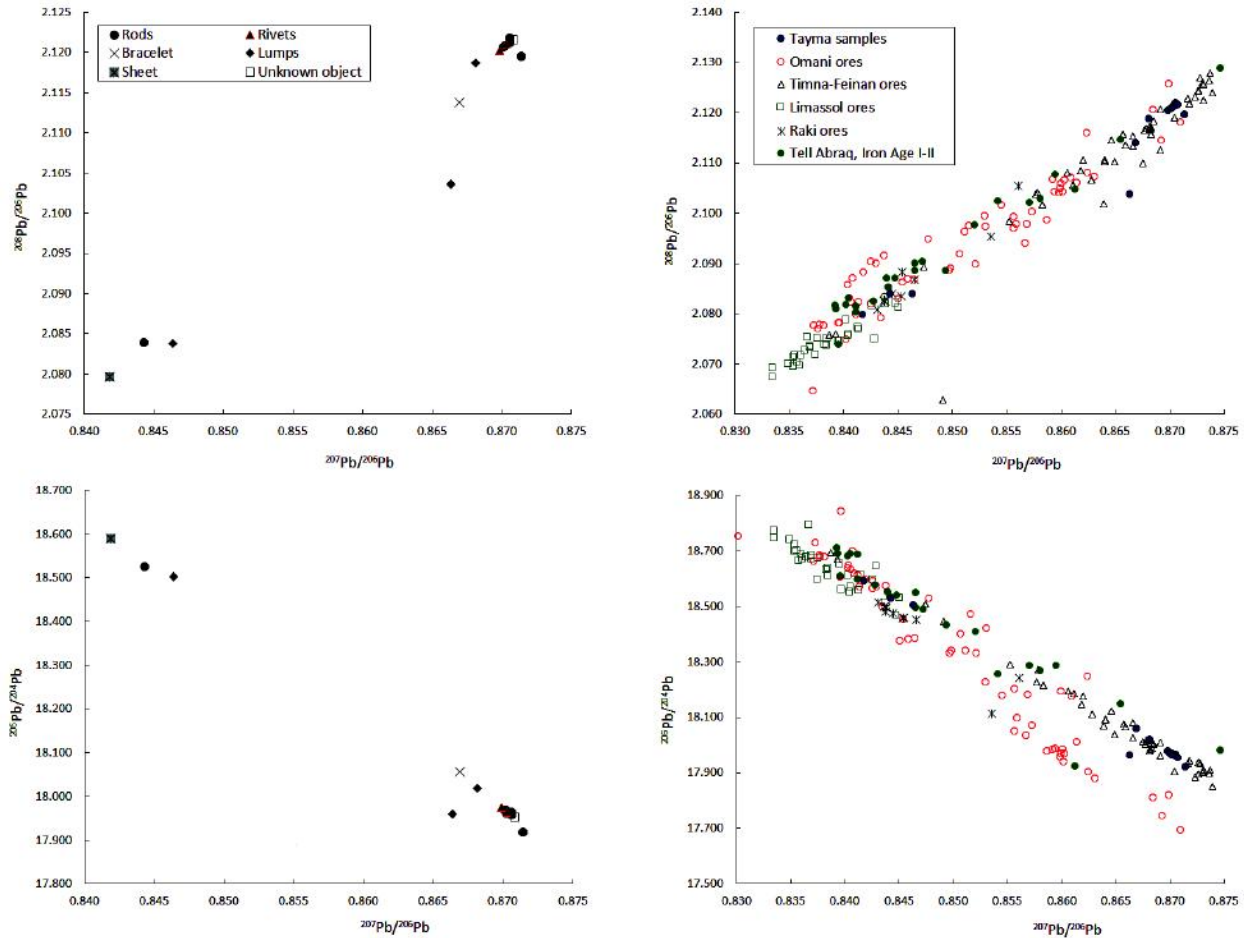 2.125
2.120
2.115
2.110
2.105
2.100
2.095
2.090
2.085
2.080
2.075
²⁰⁸Pb/²⁰⁶Pb
Rods Rivets
Bracelet Lumps
Sheet Unknown object
0.840 0.845 0.850 0.855 0.860 0.865 0.870 0.875
²⁰⁷Pb/²⁰⁶Pb
2.140
2.130
2.120
2.110
2.100
2.090
2.080
2.070
2.060
²⁰⁸Pb/²⁰⁶Pb
Tayma samples
Omani ores
Timna-Feinan ores
Limassol ores
Raki ores
Tell Abraq, Iron Age I-II
0.830 0.835 0.840 0.845 0.850 0.855 0.860 0.865 0.870 0.875
²⁰⁷Pb/²⁰⁶Pb
18.700
18.600
18.500
18.400
18.300
18.200
18.100
18.000
17.900
17.800
²⁰⁶Pb/²⁰⁴Pb
0.840 0.845 0.850 0.855 0.860 0.865 0.870 0.875
²⁰⁷Pb/²⁰⁶Pb
18.900
18.700
18.500
18.300
18.100
17.900
17.700
17.500
²⁰⁶Pb/²⁰⁴Pb
0.830 0.835 0.840 0.845 0.850 0.855 0.860 0.865 0.870 0.875
²⁰⁷Pb/²⁰⁶Pb